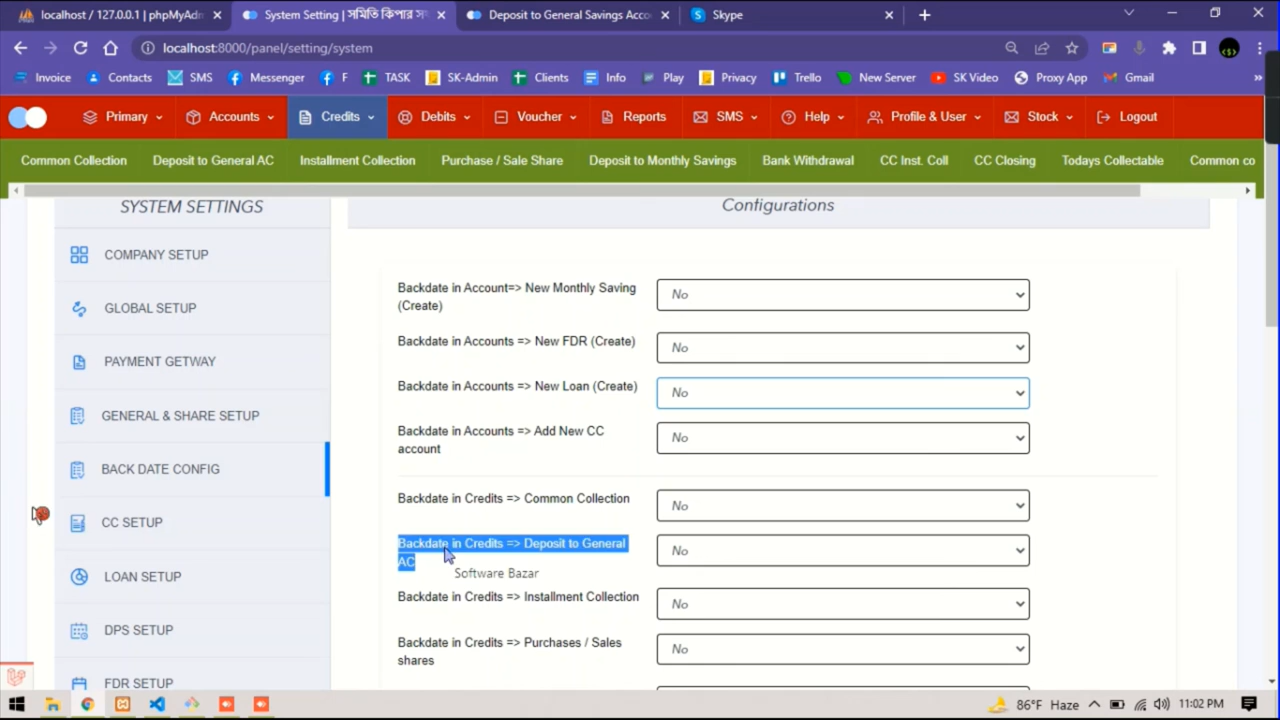 localhost / 127.0.0.1 | phpMyAdm
System Setting | সমিতি কিপার সফ
Deposit to General Savings Acco
Skype
localhost:8000/panel/setting/system
Invoice Contacts SMS Messenger F TASK SK-Admin Clients Info Play Privacy Trello New Server SK Video Proxy App Gmail »
Primary Accounts Credits Debits Voucher Reports SMS Help Profile & User Stock Logout
Common Collection Deposit to General AC Installment Collection Purchase / Sale Share Deposit to Monthly Savings Bank Withdrawal CC Inst. Coll CC Closing Todays Collectable Common co
SYSTEM SETTINGS
COMPANY SETUP
GLOBAL SETUP
PAYMENT GETWAY
GENERAL & SHARE SETUP
BACK DATE CONFIG
CC SETUP
LOAN SETUP
DPS SETUP
FDR SETUP
Configurations
Backdate in Account=> New Monthly Saving
(Create)
No
Backdate in Accounts => New FDR (Create)
No
Backdate in Accounts => New Loan (Create)
No
Backdate in Accounts => Add New CC
account
No
Backdate in Credits => Common Collection
No
Backdate in Credits => Deposit to General
AC
No
Software Bazar
Backdate in Credits => Installment Collection
No
Backdate in Credits => Purchases / Sales
shares
No
86°F Haze 11:02 PM